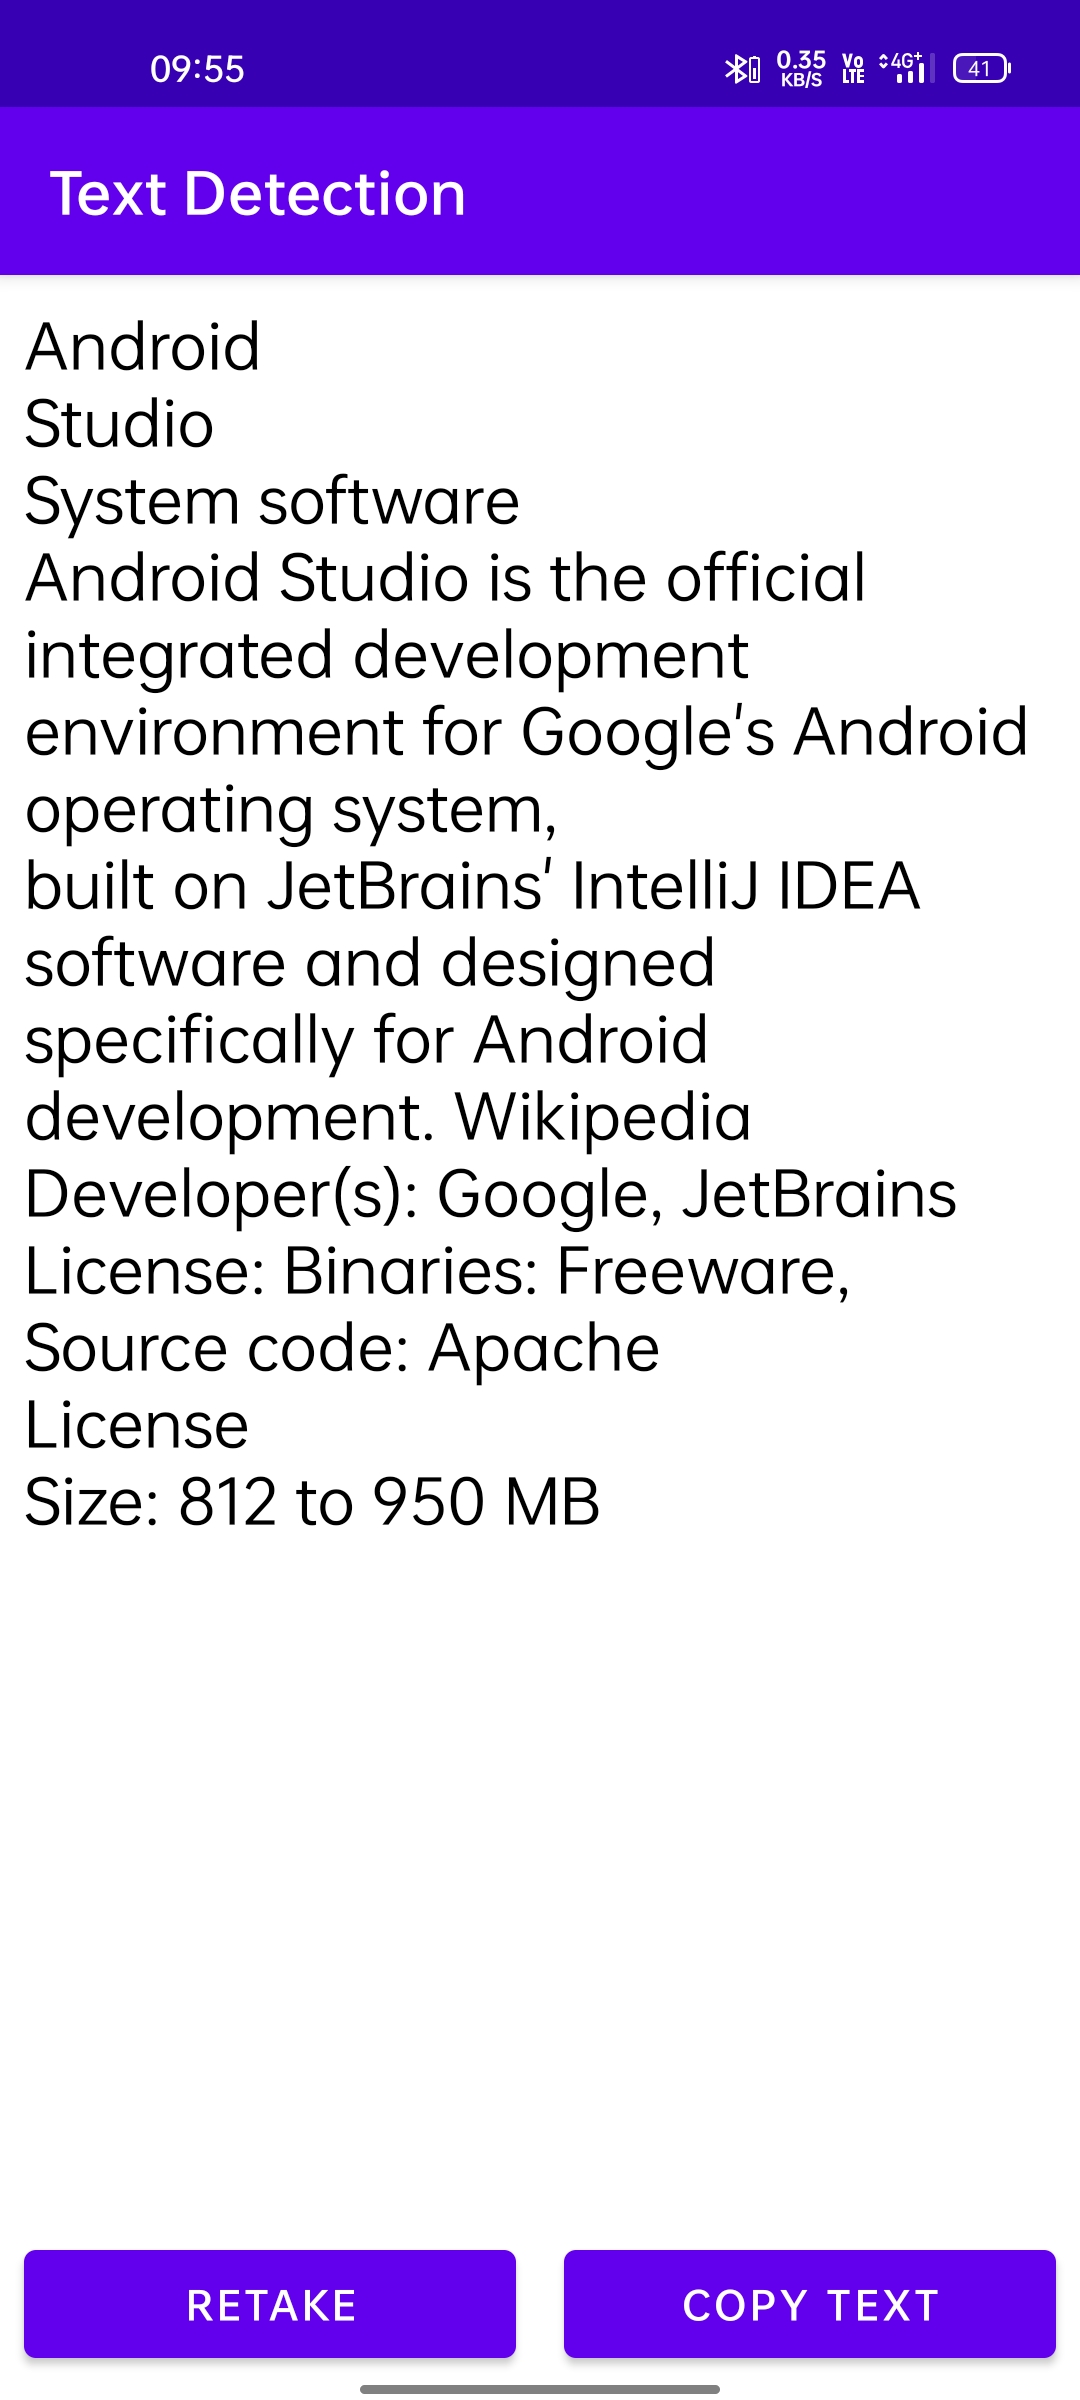 09:55
0.35 KB/S Vo LTE 4G+ 41
Text Detection
Android
Studio
System software
Android Studio is the official
integrated development
environment for Google's Android
operating system,
built on JetBrains' IntelliJ IDEA
software and designed
specifically for Android
development. Wikipedia
Developer(s): Google, JetBrains
License: Binaries: Freeware,
Source code: Apache
License
Size: 812 to 950 MB
RETAKE
COPY TEXT